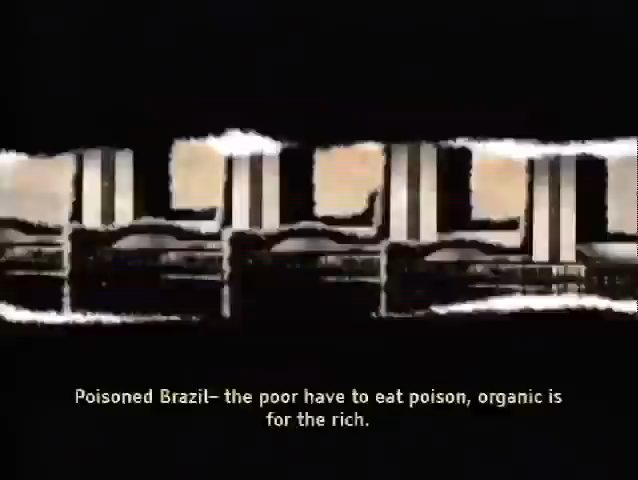 Poisoned Brazil– the poor have to eat poison, organic is
for the rich.